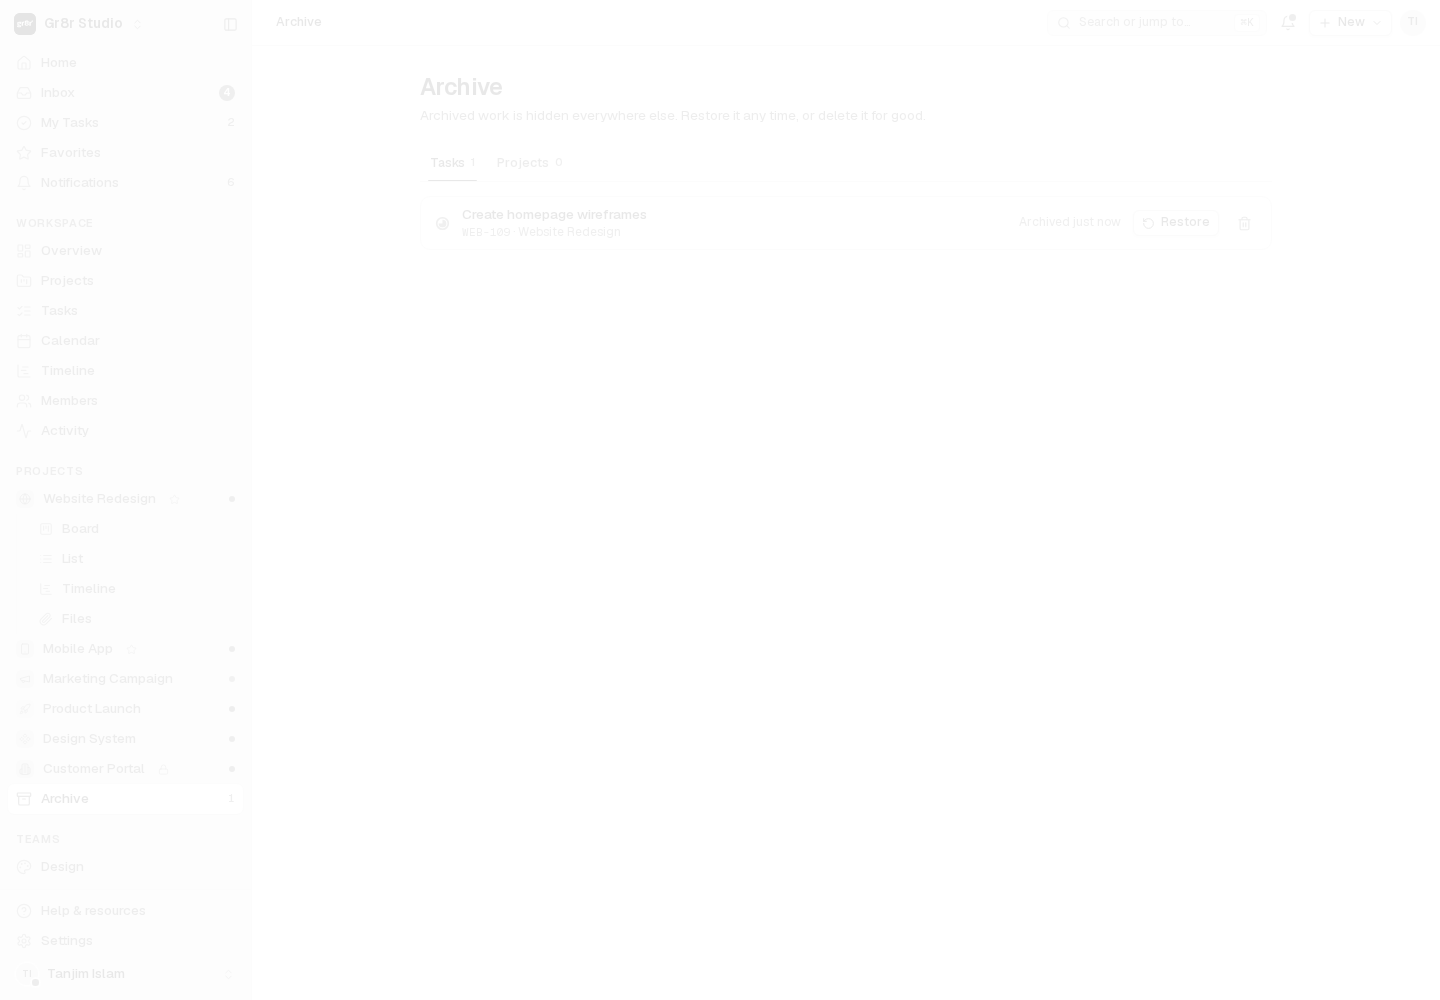 gr8r Gr8r Studio
Home
Inbox 4
My Tasks 2
Favorites
Notifications 6
WORKSPACE
Overview
Projects
Tasks
Calendar
Timeline
Members
Activity
PROJECTS
Website Redesign
Board
List
Timeline
Files
Mobile App
Marketing Campaign
Product Launch
Design System
Customer Portal
Archive 1
TEAMS
Design
Help & resources
Settings
TI Tanjim Islam
Archive
Search or jump to... ⌘K
New
TI
Archive
Archived work is hidden everywhere else. Restore it any time, or delete it for good.
Tasks 1 Projects 0
Create homepage wireframes
WEB-109 · Website Redesign
Archived just now Restore